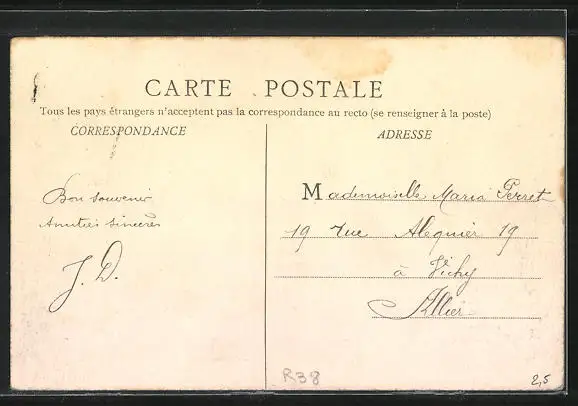 CARTE POSTALE
Tous les pays étrangers n'acceptent pas la correspondance au recto (se renseigner à la poste)
CORRESPONDANCE
ADRESSE
Bon souvenir
Amitiés sincères
J. D.
Mademoiselle Maria Perret
19 rue Alequier 19
à Vichy
Allier
R38
2,5